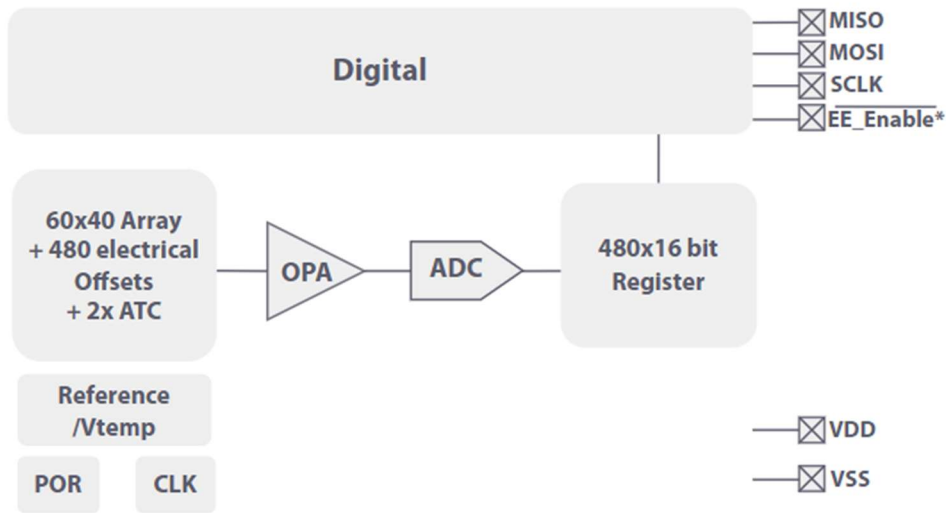 Digital
MISO
MOSI
SCLK
EE_Enable*
60x40 Array
+ 480 electrical
Offsets
+ 2x ATC
OPA
ADC
480x16 bit
Register
Reference
/Vtemp
POR
CLK
VDD
VSS